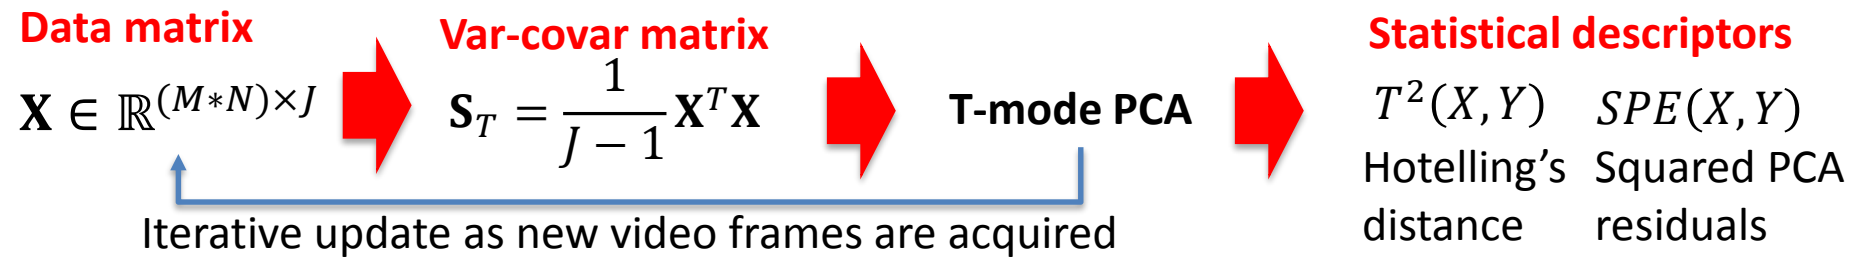 Data matrix
𝐗 ∈ ℝ^{(M∗N)×J}
Var-covar matrix
𝐒_T = \frac{1}{J − 1} 𝐗^T 𝐗
T-mode PCA
Iterative update as new video frames are acquired
Statistical descriptors
T^2(X, Y) SPE(X, Y)
Hotelling's Squared PCA
distance residuals